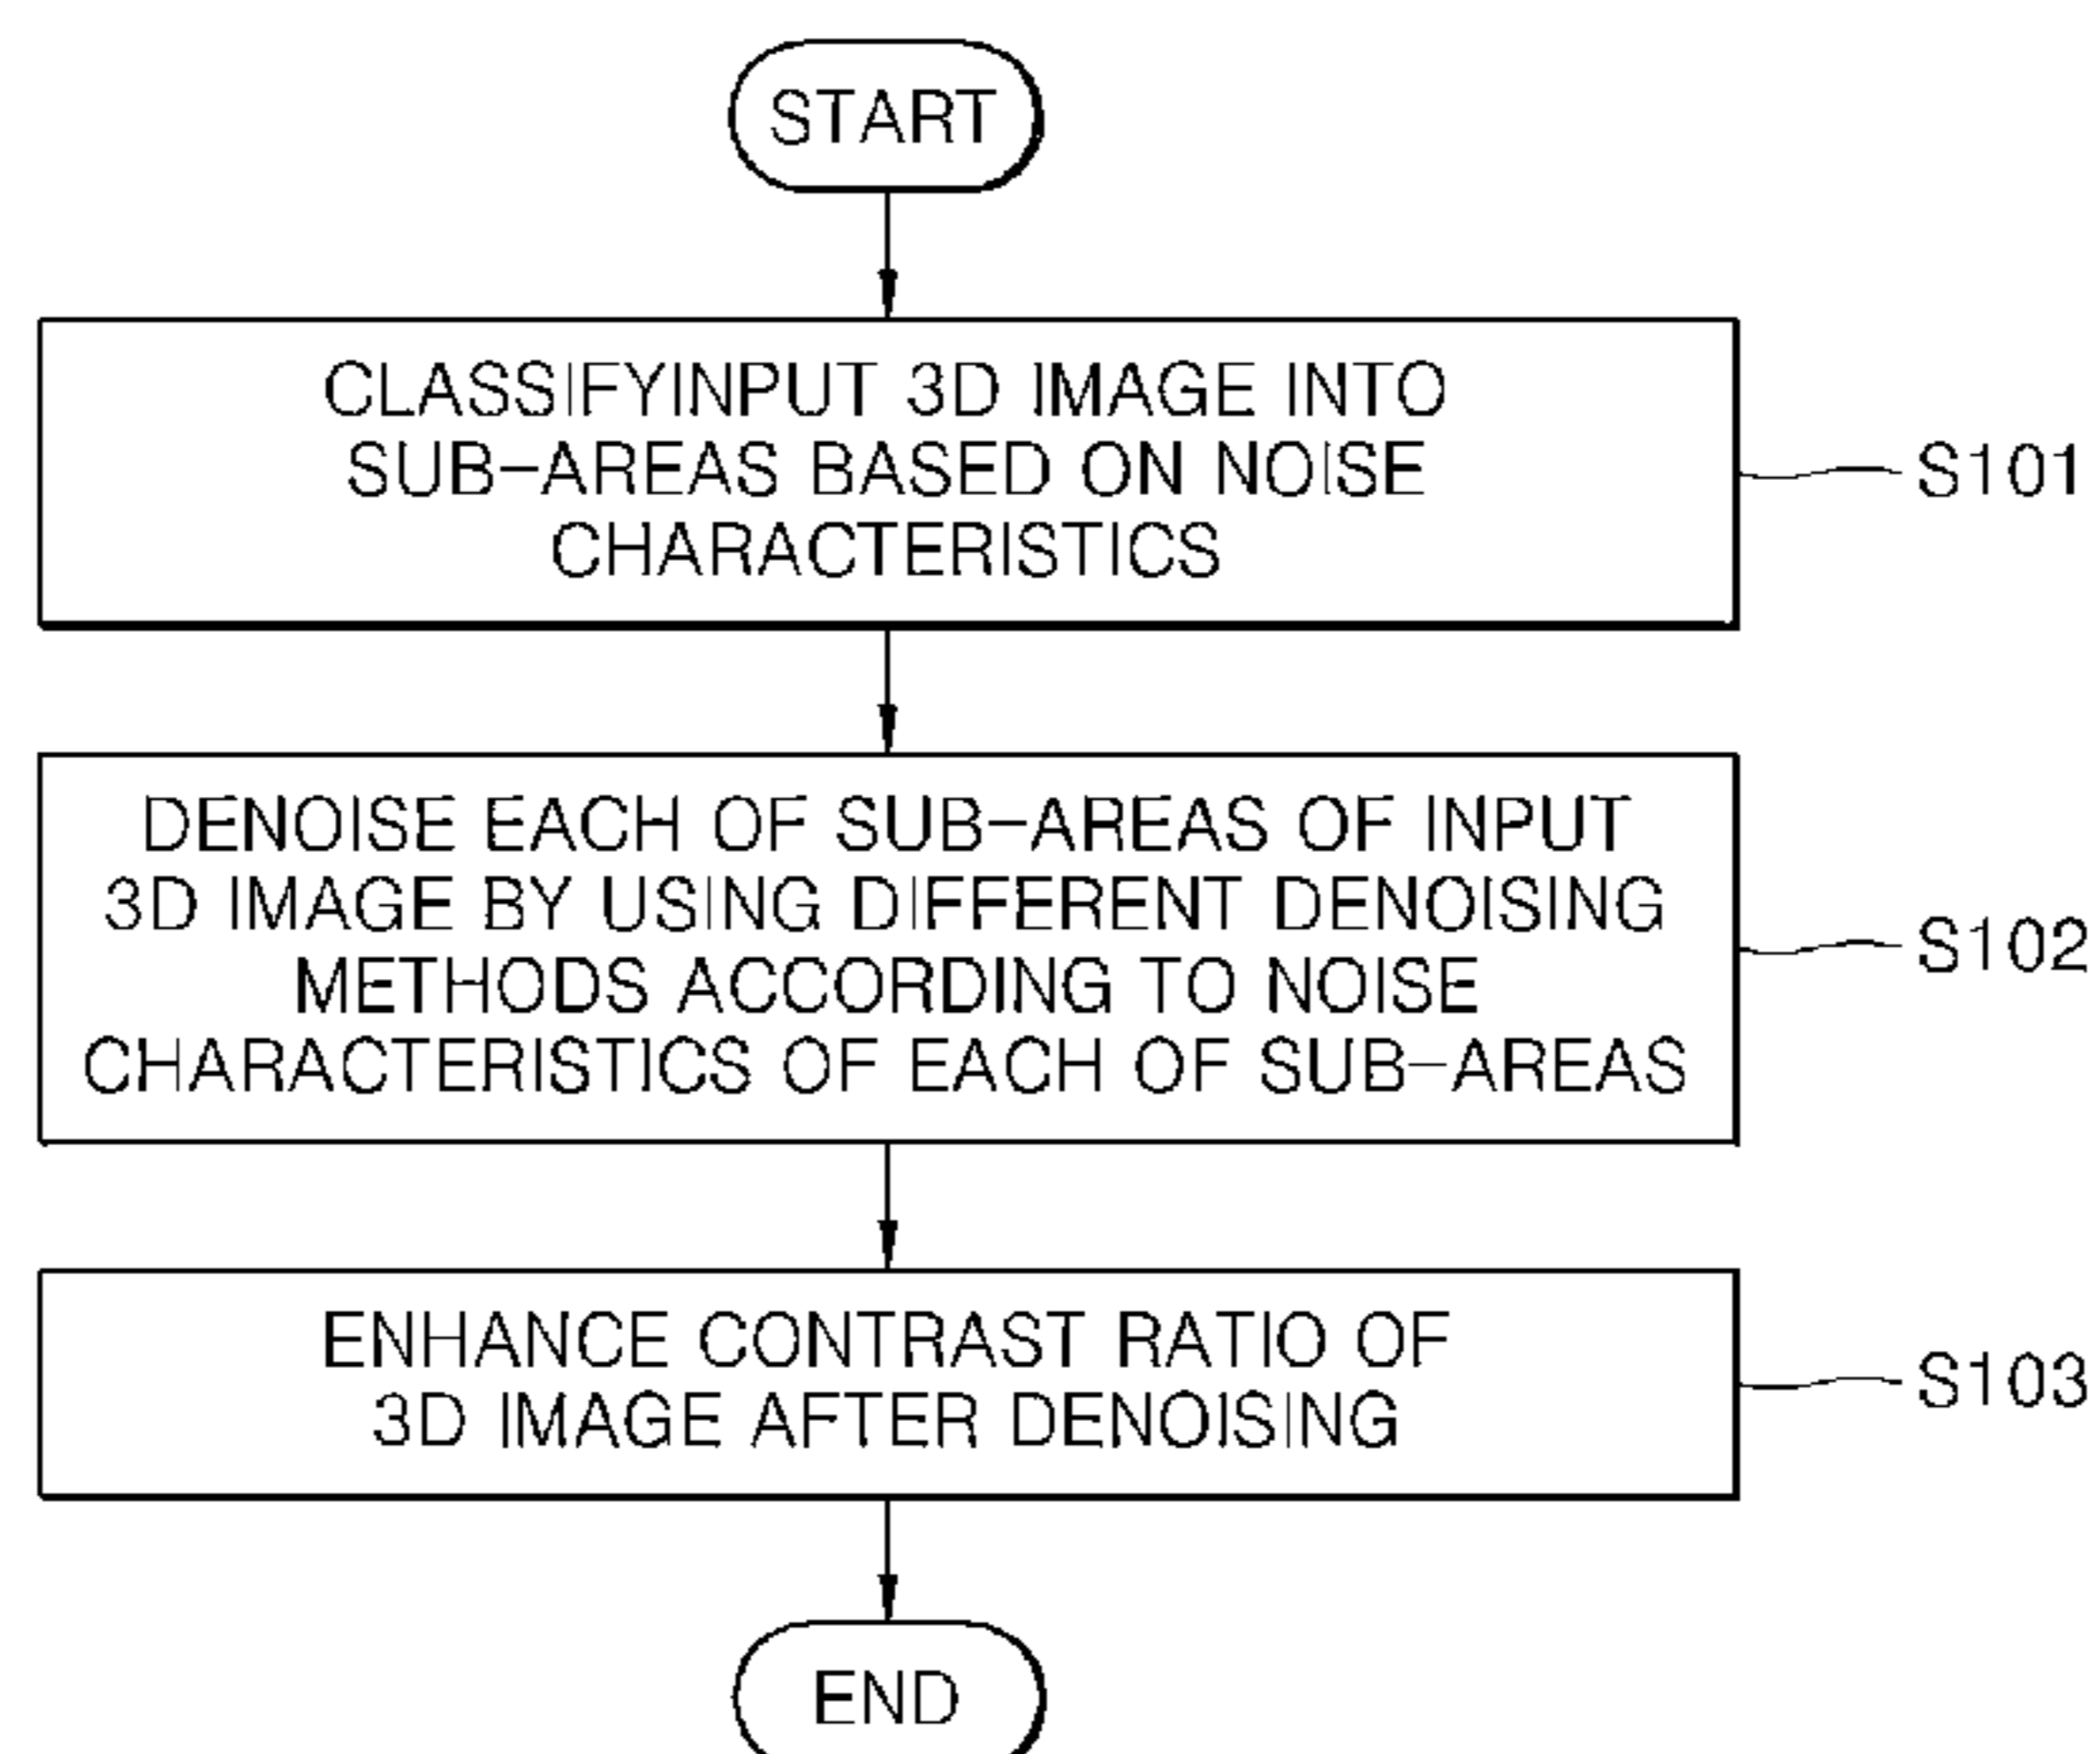 START
CLASSIFYINPUT 3D IMAGE INTO
SUB-AREAS BASED ON NOISE
CHARACTERISTICS
S101
DENOISE EACH OF SUB-AREAS OF INPUT
3D IMAGE BY USING DIFFERENT DENOISING
METHODS ACCORDING TO NOISE
CHARACTERISTICS OF EACH OF SUB-AREAS
S102
ENHANCE CONTRAST RATIO OF
3D IMAGE AFTER DENOISING
S103
END